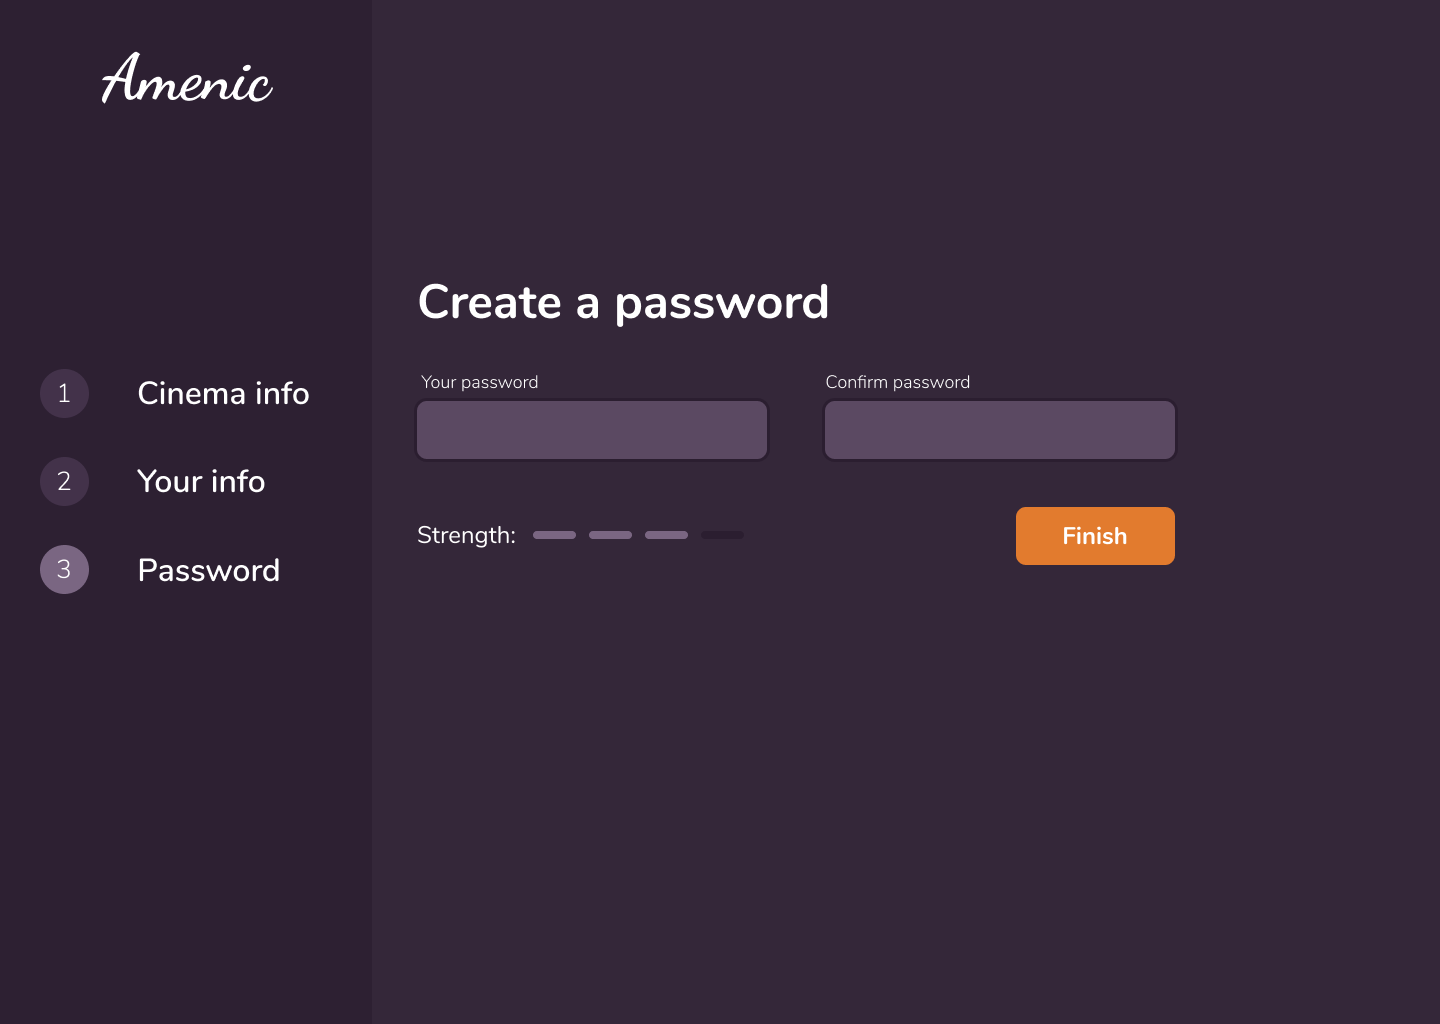 Amenic
1 Cinema info
2 Your info
3 Password
Create a password
Your password
Confirm password
Strength:
Finish